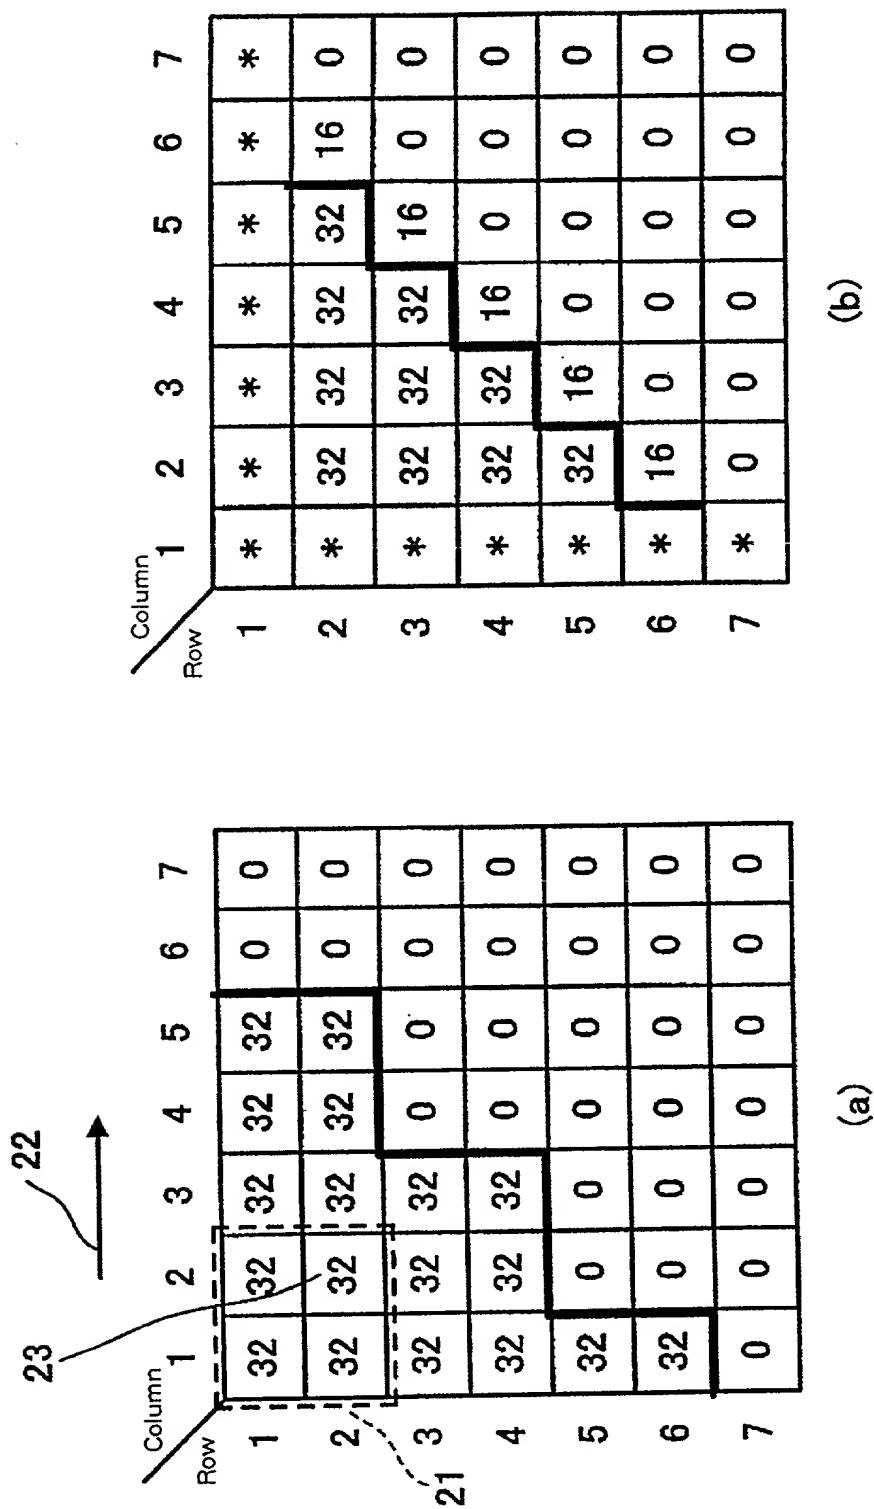 23 22
Column
Row
1 2 3 4 5 6 7
1 32 32 32 32 32 0 0
2 32 32 32 32 32 0 0
3 32 32 32 0 0 0 0
4 32 32 32 0 0 0 0
5 32 0 0 0 0 0 0
6 32 0 0 0 0 0 0
7 0 0 0 0 0 0 0
21
(a)
Column
Row
1 2 3 4 5 6 7
1 * * * * * * *
2 * 32 32 32 32 16 0
3 * 32 32 32 16 0 0
4 * 32 32 16 0 0 0
5 * 32 16 0 0 0 0
6 * 16 0 0 0 0 0
7 * 0 0 0 0 0 0
(b)